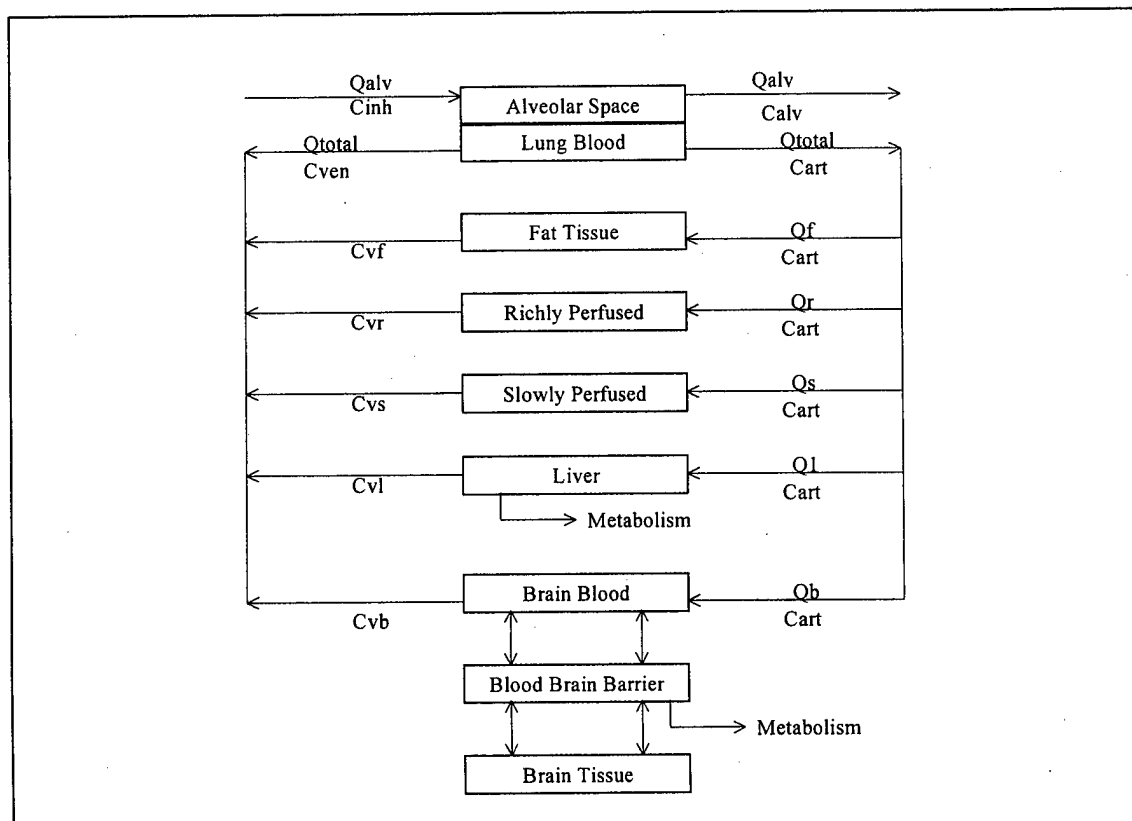 Qalv
Qalv
Cinh
Alveolar Space
Calv
Qtotal
Lung Blood
Qtotal
Cven
Cart
Fat Tissue
Qf
Cvf
Cart
Richly Perfused
Qr
Cvr
Cart
Slowly Perfused
Qs
Cvs
Cart
Liver
Ql
Cvl
Cart
Metabolism
Brain Blood
Qb
Cvb
Cart
Blood Brain Barrier
Metabolism
Brain Tissue